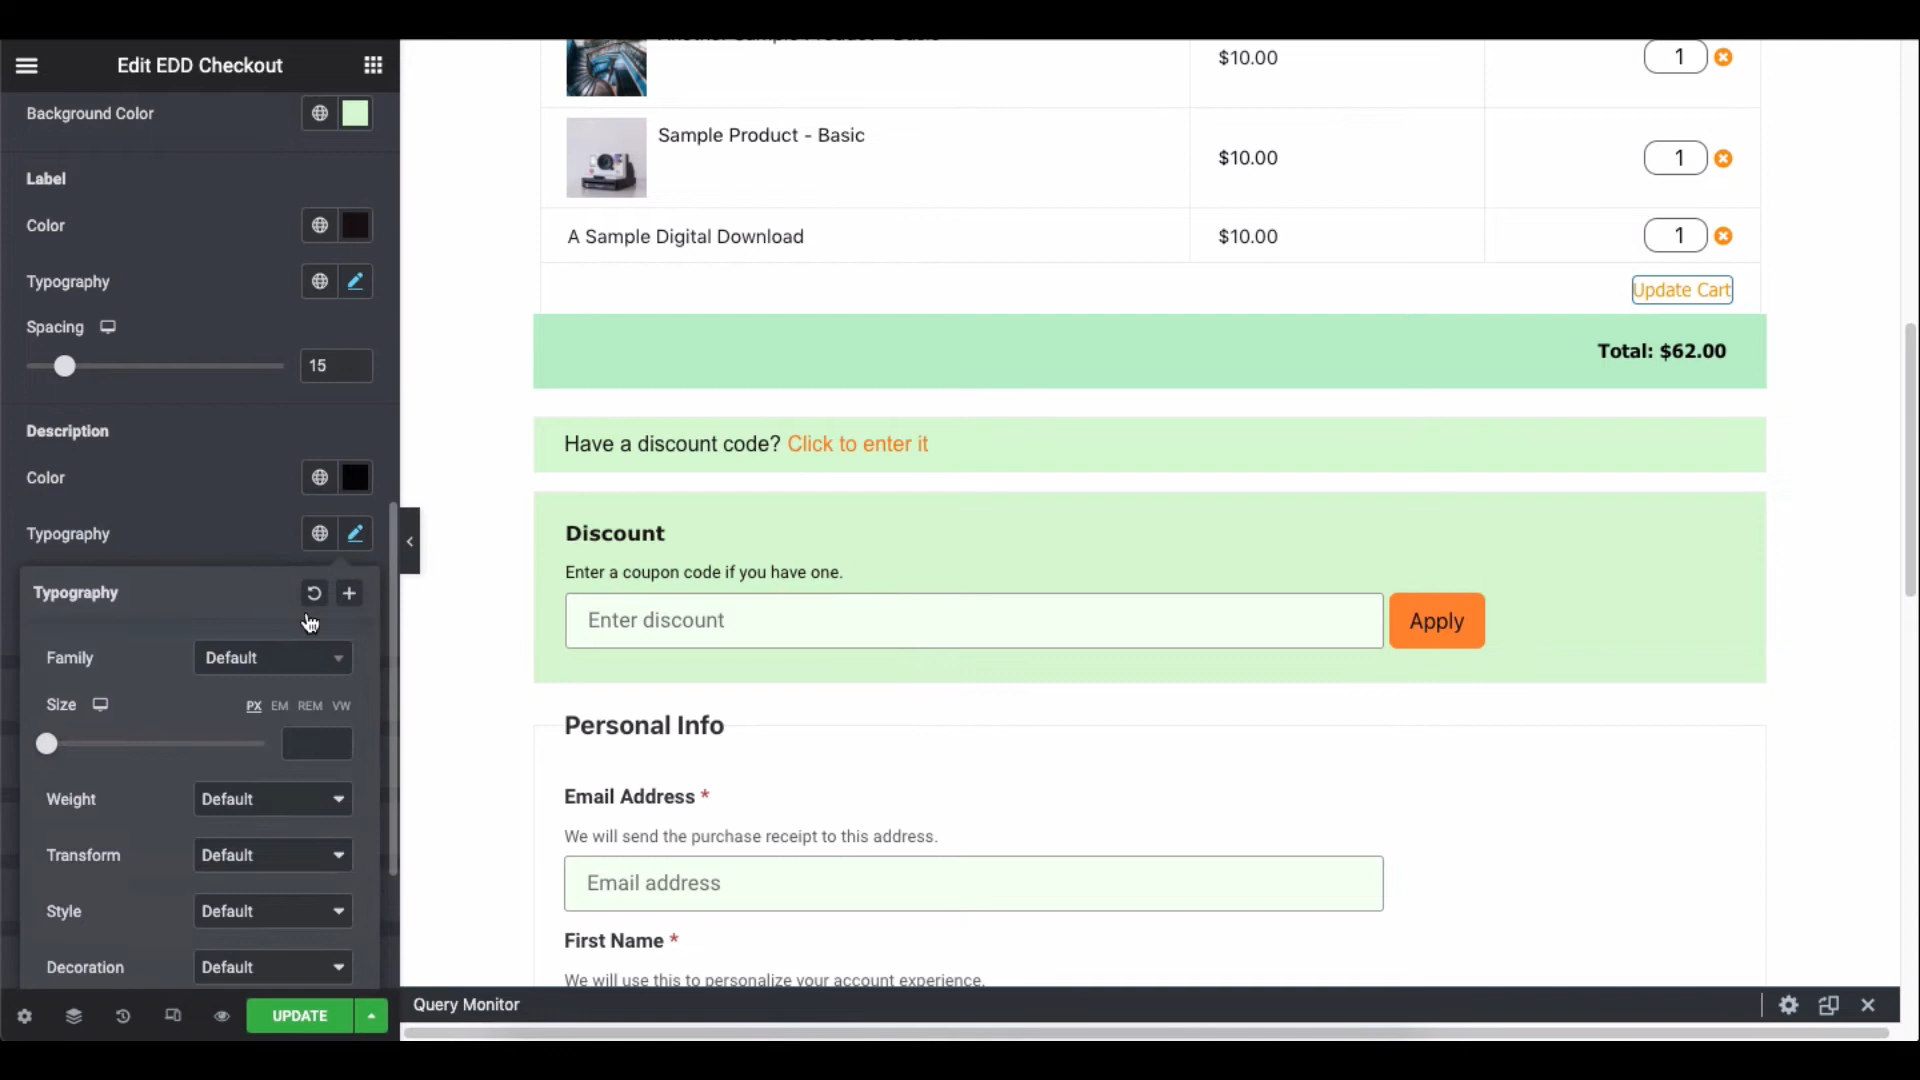 Edit EDD Checkout
Background Color
Label
Color
Typography
Spacing
15
Description
Color
Typography
Typography
Family
Default
Size
PX EM REM VW
Weight
Default
Transform
Default
Style
Default
Decoration
Default
UPDATE
$10.00
1
Sample Product - Basic
$10.00
1
A Sample Digital Download
$10.00
1
Update Cart
Total: $62.00
Have a discount code? Click to enter it
Discount
Enter a coupon code if you have one.
Enter discount
Apply
Personal Info
Email Address *
We will send the purchase receipt to this address.
Email address
First Name *
We will use this to personalize your account experience.
Query Monitor